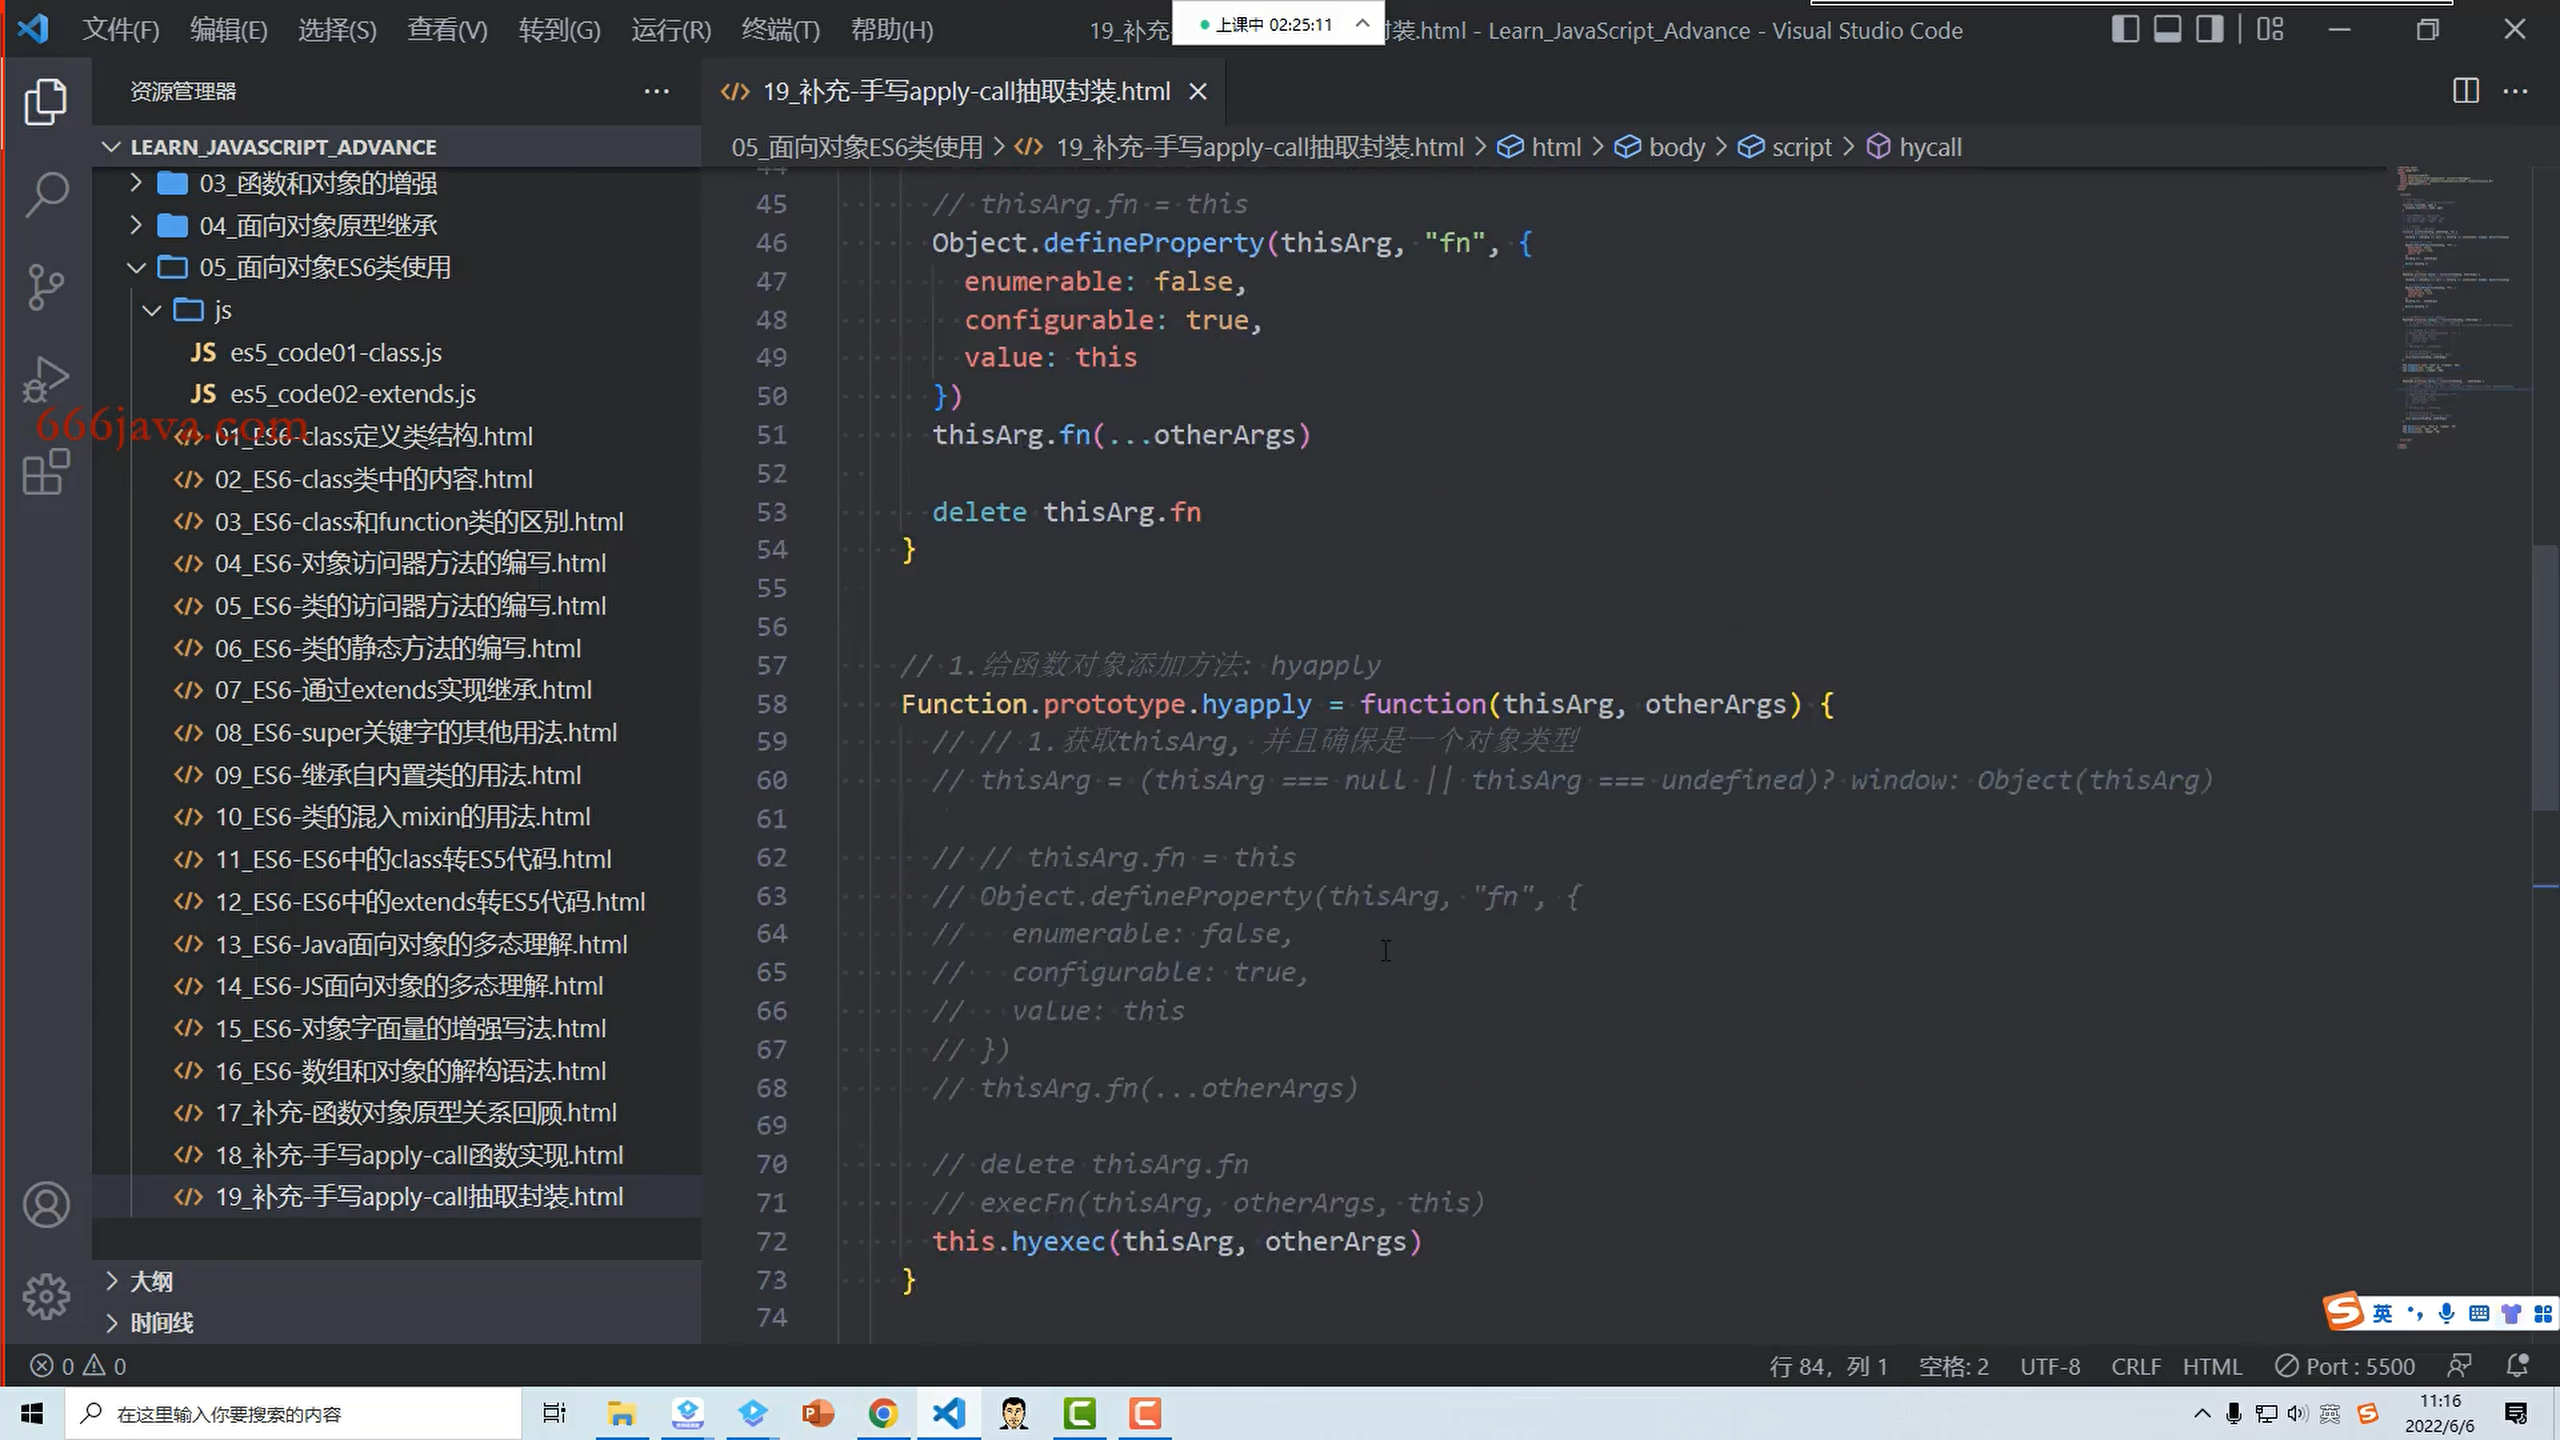 文件(F) 编辑(E) 选择(S) 查看(V) 转到(G) 运行(R) 终端(T) 帮助(H)
19_补充
上课中 02:25:11
装.html - Learn_JavaScript_Advance - Visual Studio Code
资源管理器
LEARN_JAVASCRIPT_ADVANCE
03_函数和对象的增强
04_面向对象原型继承
05_面向对象ES6类使用
js
JS es5_code01-class.js
JS es5_code02-extends.js
666java.com
01_ES6-class定义类结构.html
02_ES6-class类中的内容.html
03_ES6-class和function类的区别.html
04_ES6-对象访问器方法的编写.html
05_ES6-类的访问器方法的编写.html
06_ES6-类的静态方法的编写.html
07_ES6-通过extends实现继承.html
08_ES6-super关键字的其他用法.html
09_ES6-继承自内置类的用法.html
10_ES6-类的混入mixin的用法.html
11_ES6-ES6中的class转ES5代码.html
12_ES6-ES6中的extends转ES5代码.html
13_ES6-Java面向对象的多态理解.html
14_ES6-JS面向对象的多态理解.html
15_ES6-对象字面量的增强写法.html
16_ES6-数组和对象的解构语法.html
17_补充-函数对象原型关系回顾.html
18_补充-手写apply-call函数实现.html
19_补充-手写apply-call抽取封装.html
大纲
时间线
19_补充-手写apply-call抽取封装.html
05_面向对象ES6类使用 > 19_补充-手写apply-call抽取封装.html > html > body > script > hycall
45 // thisArg.fn = this
46 Object.defineProperty(thisArg, "fn", {
47 enumerable: false,
48 configurable: true,
49 value: this
50 })
51 thisArg.fn(...otherArgs)
52
53 delete thisArg.fn
54 }
55
56
57 // 1.给函数对象添加方法: hyapply
58 Function.prototype.hyapply = function(thisArg, otherArgs) {
59 // // 1.获取thisArg, 并且确保是一个对象类型
60 // thisArg = (thisArg === null || thisArg === undefined)? window: Object(thisArg)
61
62 // // thisArg.fn = this
63 // Object.defineProperty(thisArg, "fn", {
64 // enumerable: false,
65 // configurable: true,
66 // value: this
67 // })
68 // thisArg.fn(...otherArgs)
69
70 // delete thisArg.fn
71 // execFn(thisArg, otherArgs, this)
72 this.hyexec(thisArg, otherArgs)
73 }
74
英
0 0
行 84，列 1 空格: 2 UTF-8 CRLF HTML Port : 5500
在这里输入你要搜索的内容
英
11:16
2022/6/6